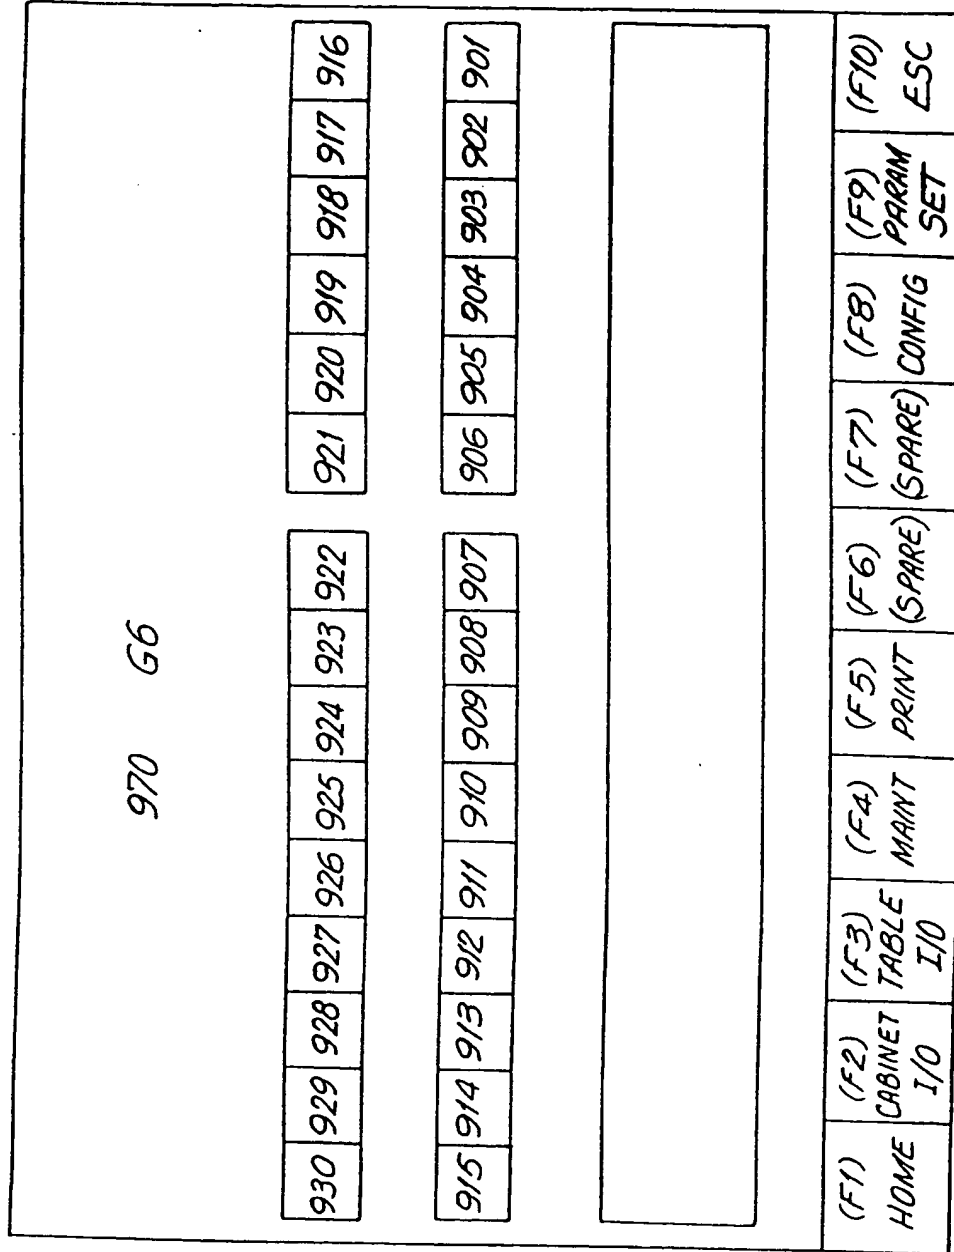 970 G6
930 929 928 927 926 925 924 923 922 921 920 919 918 917 916
915 914 913 912 911 910 909 908 907 906 905 904 903 902 901
(F1) (F2) (F3) (F4) (F5) (F6) (F7) (F8) (F9) (F10)
HOME CABINET TABLE MAINT PRINT (SPARE) (SPARE) CONFIG PARAM ESC
I/O I/O SET